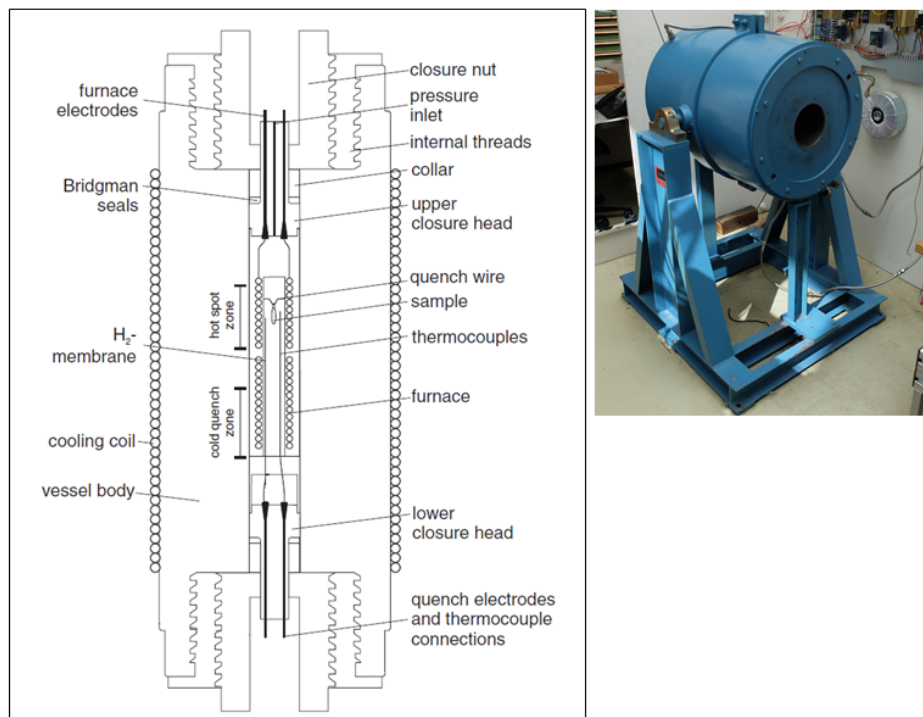 furnace
electrodes
Bridgman
seals
hot spot
zone
H2-
membrane
cold quench
zone
cooling coil
vessel body
closure nut
pressure
inlet
internal threads
collar
upper
closure head
quench wire
sample
thermocouples
furnace
lower
closure head
quench electrodes
and thermocouple
connections